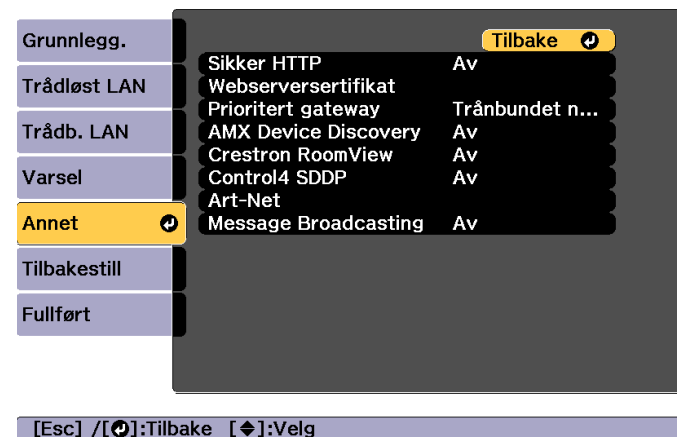 Grunnlegg.
Trådløst LAN
Trådb. LAN
Varsel
Annet
Tilbakestill
Fullført
Tilbake
Sikker HTTP Av
Webserversertifikat
Prioritert gateway Trånbundet n...
AMX Device Discovery Av
Crestron RoomView Av
Control4 SDDP Av
Art-Net
Message Broadcasting Av
[Esc] /[ ]:Tilbake [ ]:Velg